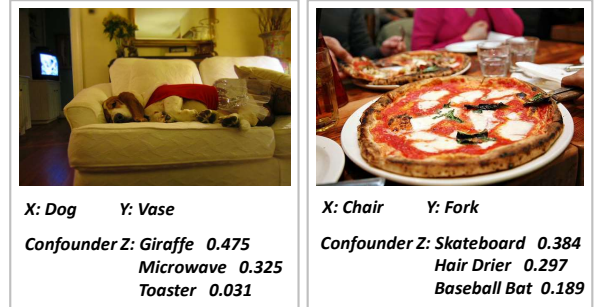 X: Dog Y: Vase
Confounder Z: Giraffe 0.475
Microwave 0.325
Toaster 0.031
X: Chair Y: Fork
Confounder Z: Skateboard 0.384
Hair Drier 0.297
Baseball Bat 0.189